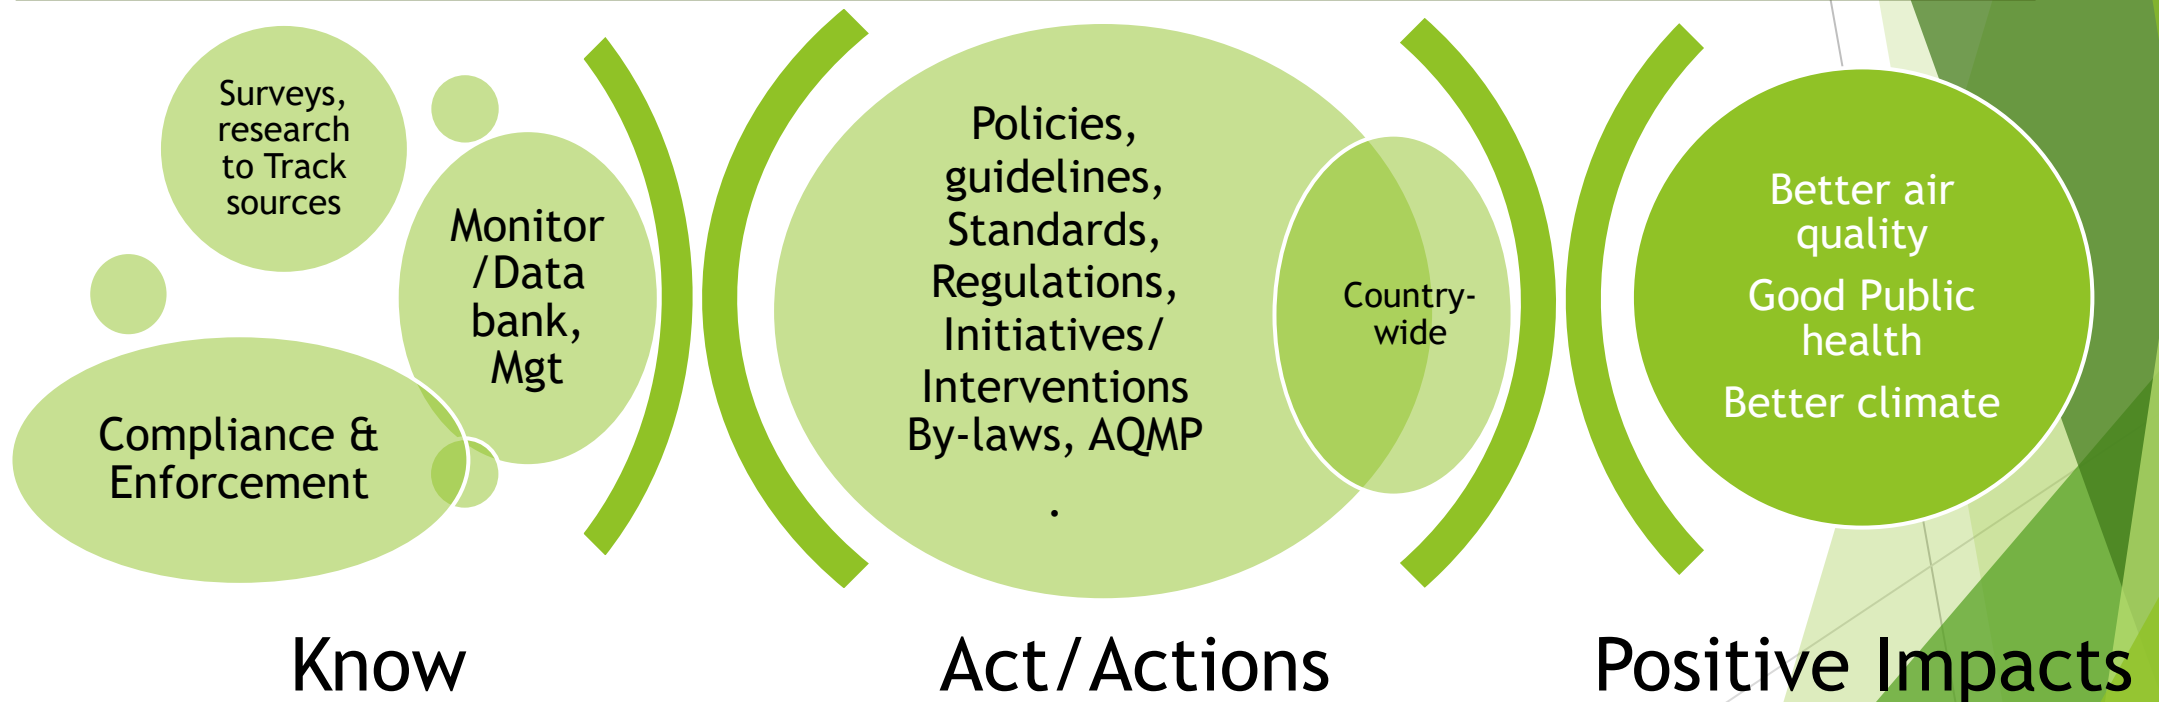 Surveys,
research
to Track
sources
Monitor
/Data
bank,
Mgt
Compliance &
Enforcement
Policies,
guidelines,
Standards,
Regulations,
Initiatives/
Interventions
By-laws, AQMP
.
Country-
wide
Better air
quality
Good Public
health
Better climate
Know
Act/Actions
Positive Impacts